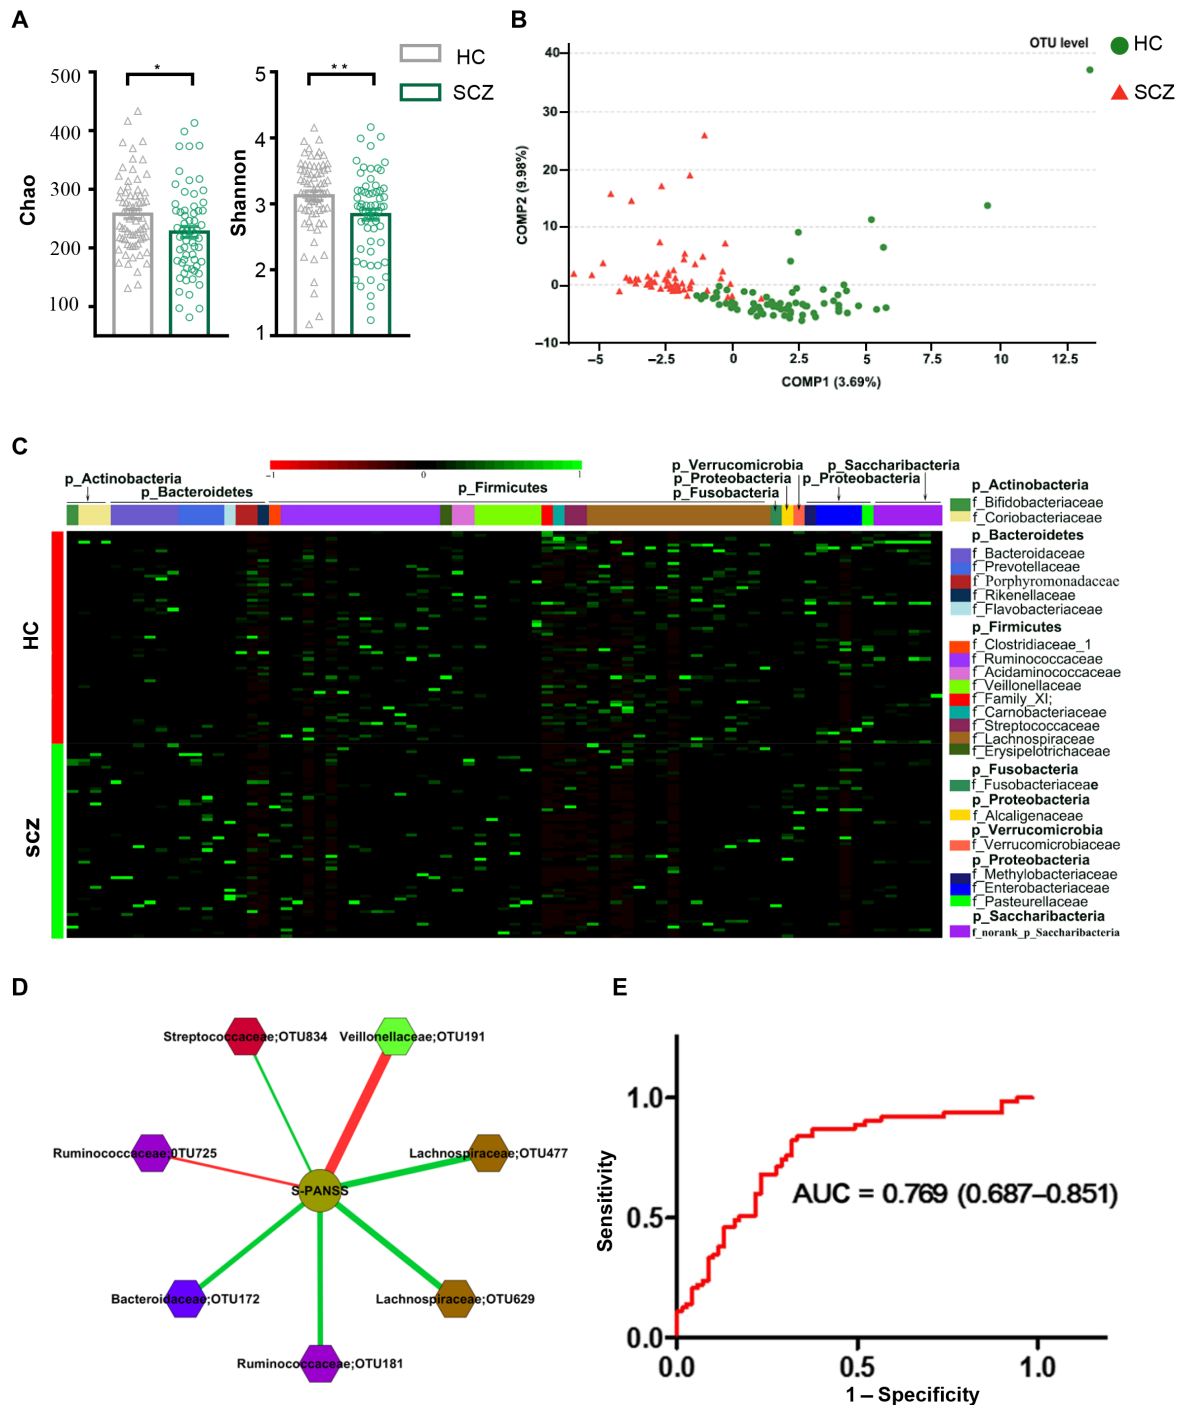 A
HC
SCZ
*
* *
500
400
300
200
100
Chao
5
4
3
2
1
Shannon
B
OTU level
HC
SCZ
40
30
20
10
0
–10
COMP2 (9.98%)
–5
–2.5
0
2.5
5
7.5
10
12.5
COMP1 (3.69%)
C
–1
0
1
p_Actinobacteria
p_Bacteroidetes
p_Firmicutes
p_Verrucomicrobia
p_Proteobacteria
p_Fusobacteria
p_Saccharibacteria
p_Proteobacteria
HC
SCZ
p_Actinobacteria
f_Bifidobacteriaceae
f_Coriobacteriaceae
p_Bacteroidetes
f_Bacteroidaceae
f_Prevotellaceae
f_Porphyromonadaceae
f_Rikenellaceae
f_Flavobacteriaceae
p_Firmicutes
f_Clostridiaceae_1
f_Ruminococcaceae
f_Acidaminococcaceae
f_Veillonellaceae
f_Family_XI;
f_Carnobacteriaceae
f_Streptococcaceae
f_Lachnospiraceae
f_Erysipelotrichaceae
p_Fusobacteria
f_Fusobacteriaceae
p_Proteobacteria
f_Alcaligenaceae
p_Verrucomicrobia
f_Verrucomicrobiaceae
p_Proteobacteria
f_Methylobacteriaceae
f_Enterobacteriaceae
f_Pasteurellaceae
p_Saccharibacteria
f_norank_p_Saccharibacteria
D
Streptococcaceae;OTU834
Veillonellaceae;OTU191
Ruminococcaceae;0TU725
Lachnospiraceae;OTU477
S-PANSS
Bacteroidaceae;OTU172
Lachnospiraceae;OTU629
Ruminococcaceae;OTU181
E
1.0
0.5
0.0
Sensitivity
AUC = 0.769 (0.687–0.851)
0.0
0.5
1.0
1 – Specificity